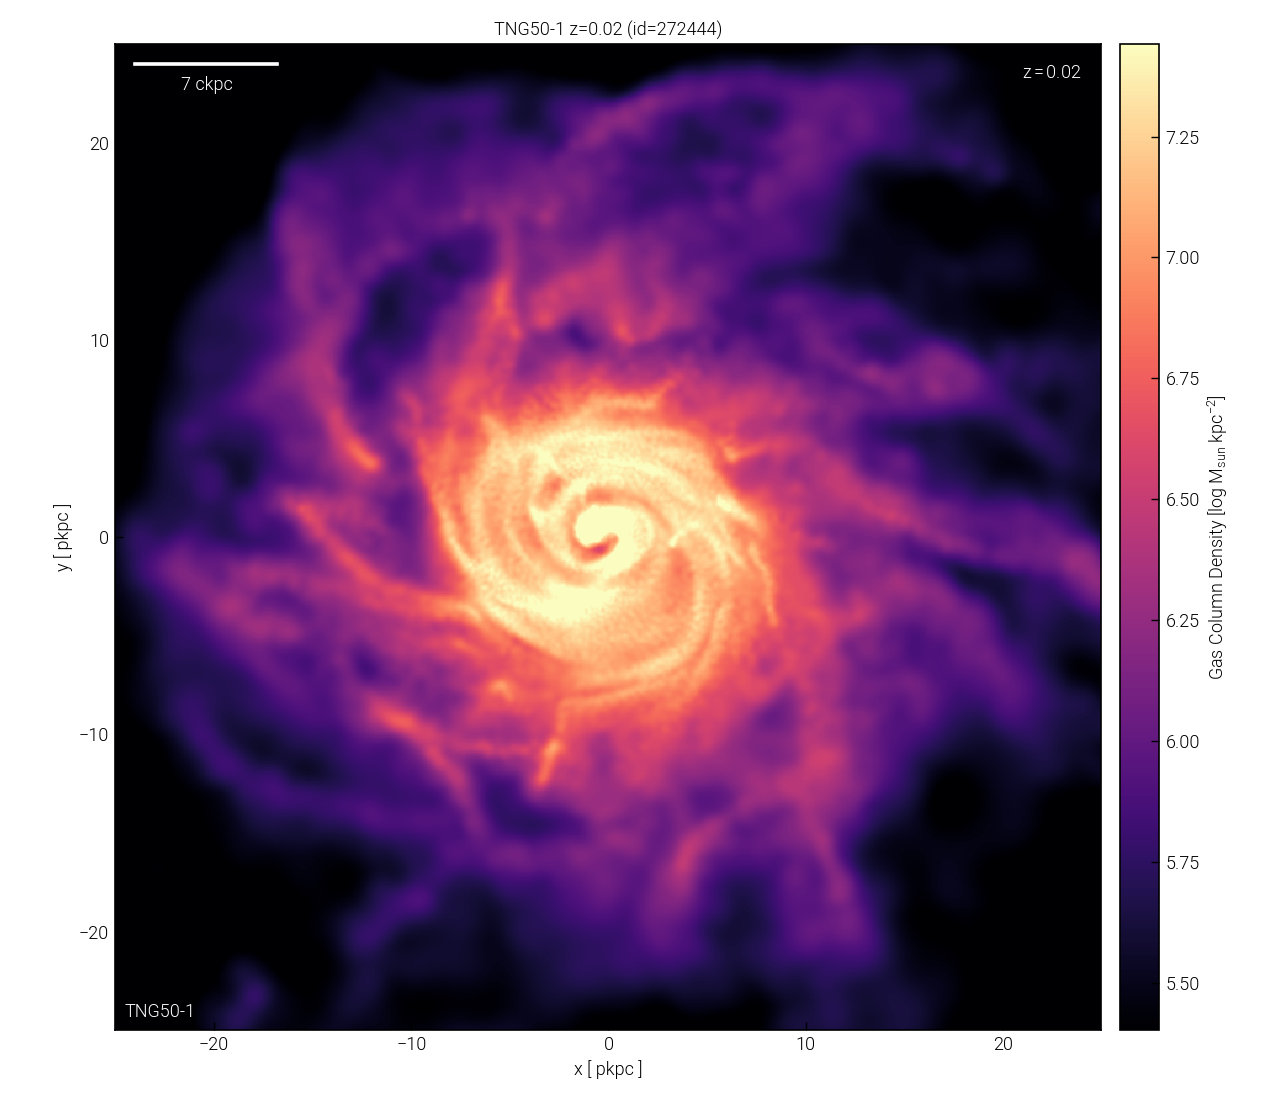 TNG50-1 z=0.02 (id=272444)
7 ckpc
z = 0.02
TNG50-1
y [ pkpc ]
20
10
0
−10
−20
−20
−10
0
10
20
x [ pkpc ]
7.25
7.00
6.75
6.50
6.25
6.00
5.75
5.50
Gas Column Density [log M_sun kpc⁻²]